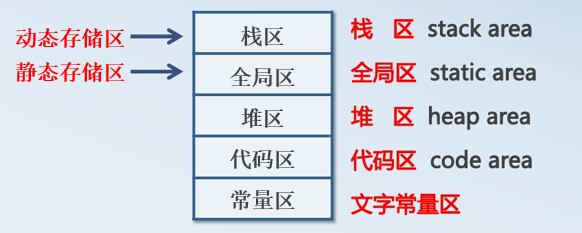 动态存储区 栈区 栈 区 stack area
静态存储区 全局区 全局区 static area
堆区 堆 区 heap area
代码区 代码区 code area
常量区 文字常量区